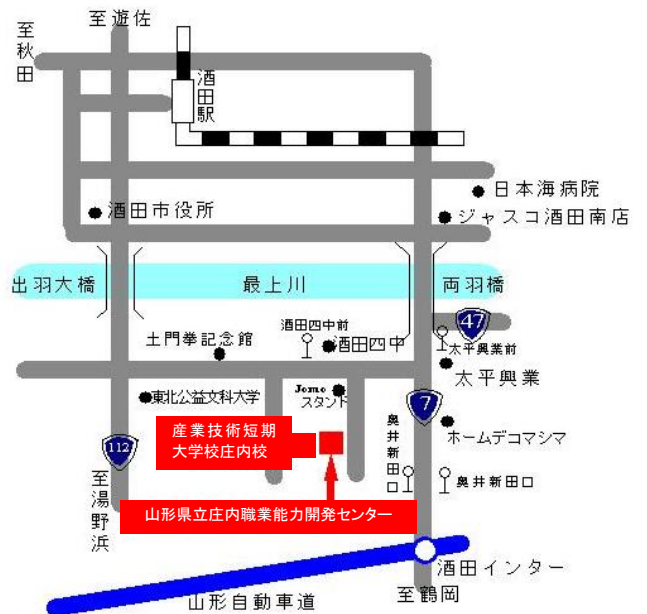 至遊佐
至秋田
酒田駅
日本海病院
酒田市役所
ジャスコ酒田南店
出羽大橋
最上川
両羽橋
47
酒田四中前
土門拳記念館
酒田四中
太平興業前
太平興業
Jomo
スタンド
東北公益文科大学
7
奥井新田口
ホームデコマシマ
産業技術短期
大学校庄内校
112
奥井新田口
至湯野浜
山形県立庄内職業能力開発センター
酒田インター
至鶴岡
山形自動車道